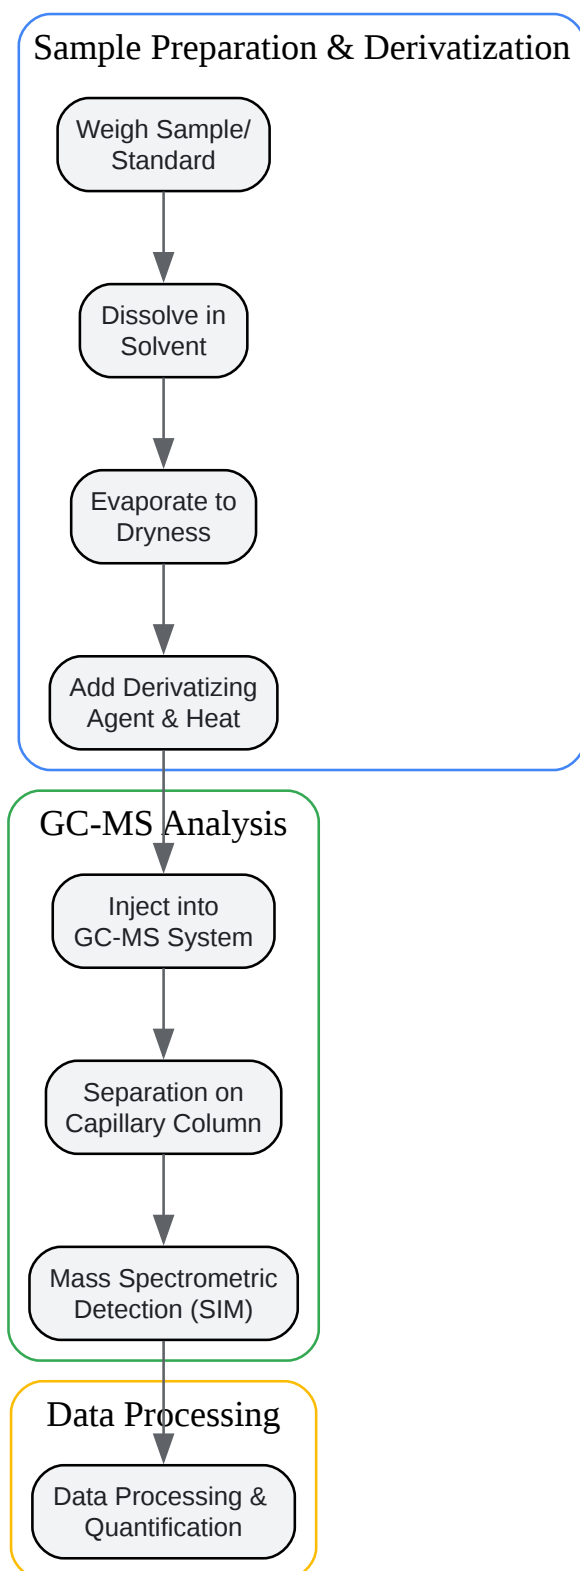 Sample Preparation & Derivatization
Weigh Sample/
Standard
Dissolve in
Solvent
Evaporate to
Dryness
Add Derivatizing
Agent & Heat
GC-MS Analysis
Inject into
GC-MS System
Separation on
Capillary Column
Mass Spectrometric
Detection (SIM)
Data Processing
Data Processing &
Quantification